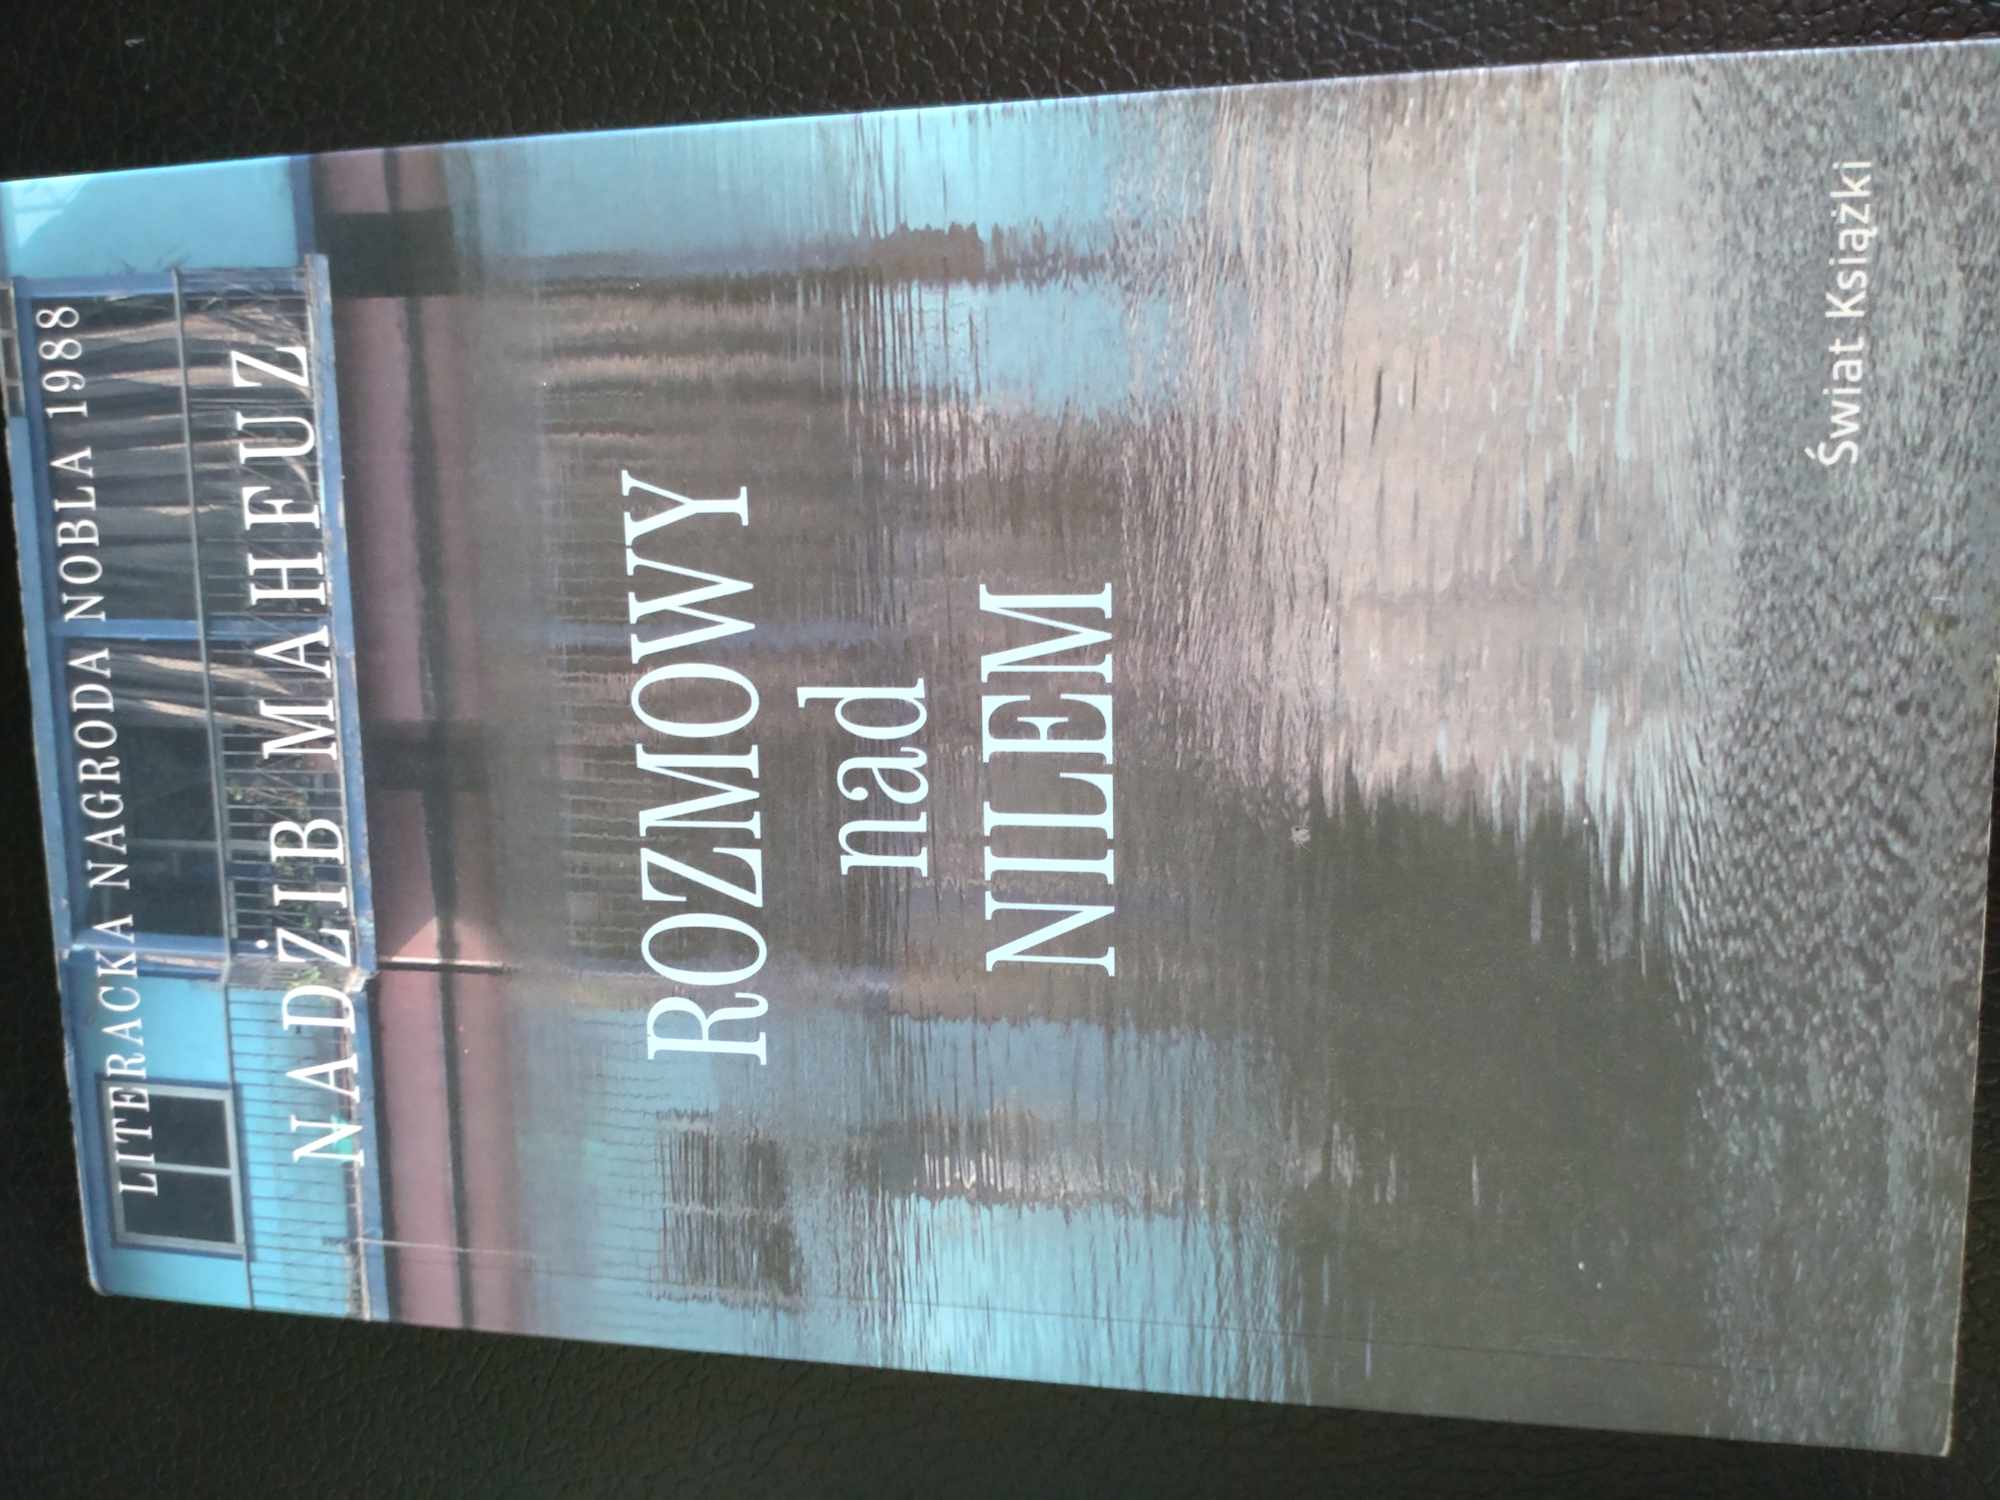 LITERACKA NAGRODA NOBLA 1988
NADŻIB MAHFUZ
ROZMOWY
nad
NILEM
Świat Książki